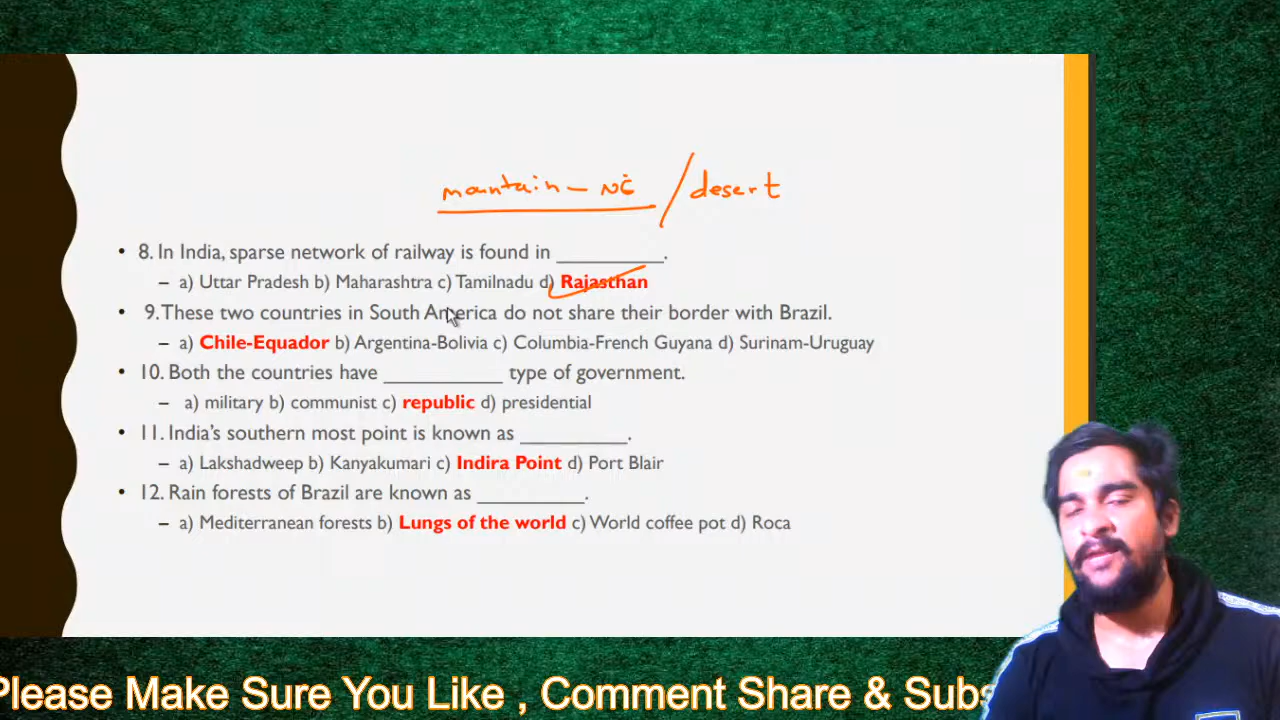 maintain - NE / desert
• 8. In India, sparse network of railway is found in __________.
– a) Uttar Pradesh b) Maharashtra c) Tamilnadu d) Rajasthan
• 9. These two countries in South America do not share their border with Brazil.
– a) Chile-Equador b) Argentina-Bolivia c) Columbia-French Guyana d) Surinam-Uruguay
• 10. Both the countries have ___________ type of government.
– a) military b) communist c) republic d) presidential
• 11. India's southern most point is known as __________.
– a) Lakshadweep b) Kanyakumari c) Indira Point d) Port Blair
• 12. Rain forests of Brazil are known as __________.
– a) Mediterranean forests b) Lungs of the world c) World coffee pot d) Roca
Please Make Sure You Like , Comment Share & Subs